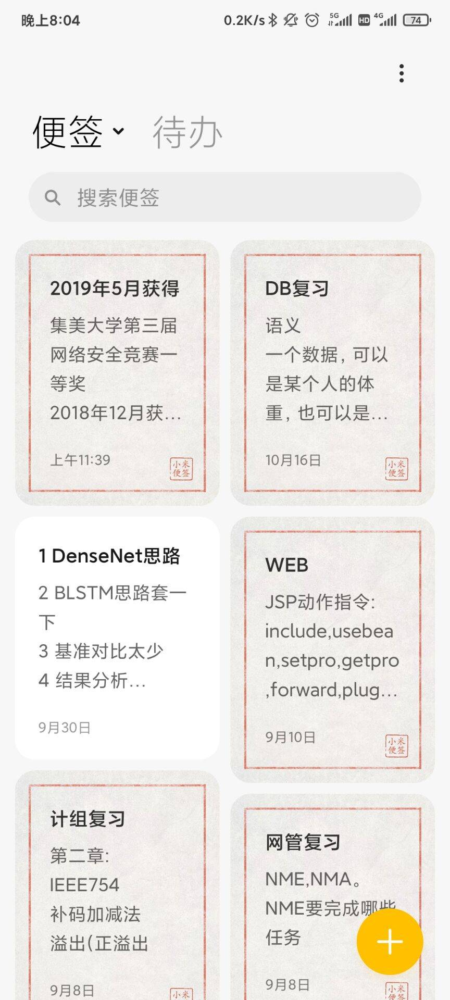 晚上8:04
0.2K/s
5G
HD
4G
74
便签
待办
搜索便签
2019年5月获得
集美大学第三届
网络安全竞赛一
等奖
2018年12月获...
上午11:39
小米
便签
DB复习
语义
一个数据，可以
是某个人的体
重，也可以是...
10月16日
小米
便签
1 DenseNet思路
2 BLSTM思路套一
下
3 基准对比太少
4 结果分析...
9月30日
WEB
JSP动作指令:
include,usebea
n,setpro,getpro
,forward,plug...
9月10日
小米
便签
计组复习
第二章:
IEEE754
补码加减法
溢出(正溢出
9月8日
小米
网管复习
NME,NMA。
NME要完成哪些
任务
9月8日
小米
便签